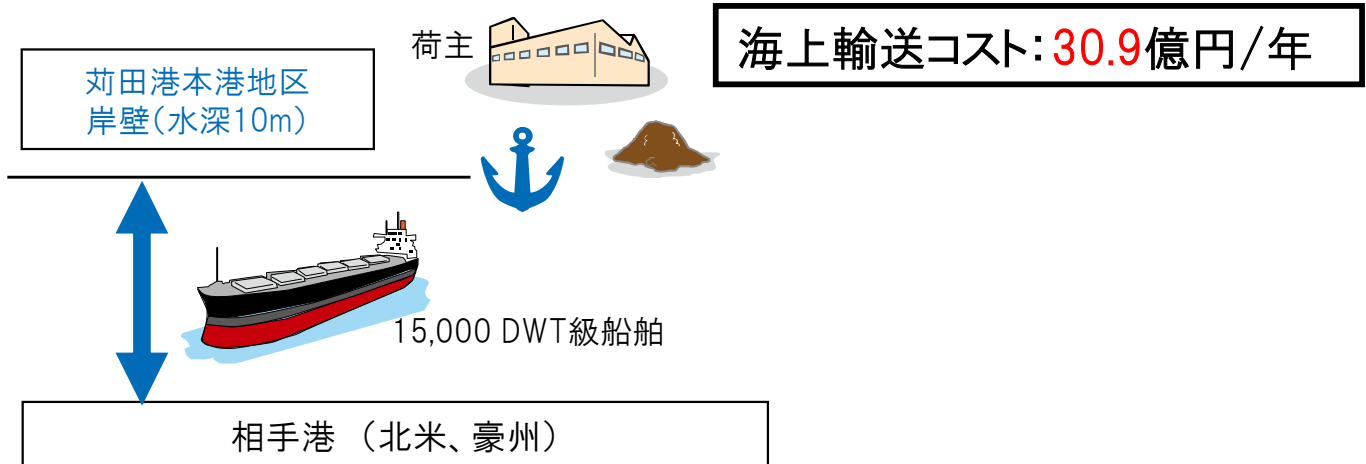 荷主
海上輸送コスト：30.9億円/年
苅田港本港地区
岸壁（水深10m）
15,000 DWT級船舶
相手港 （北米、豪州）